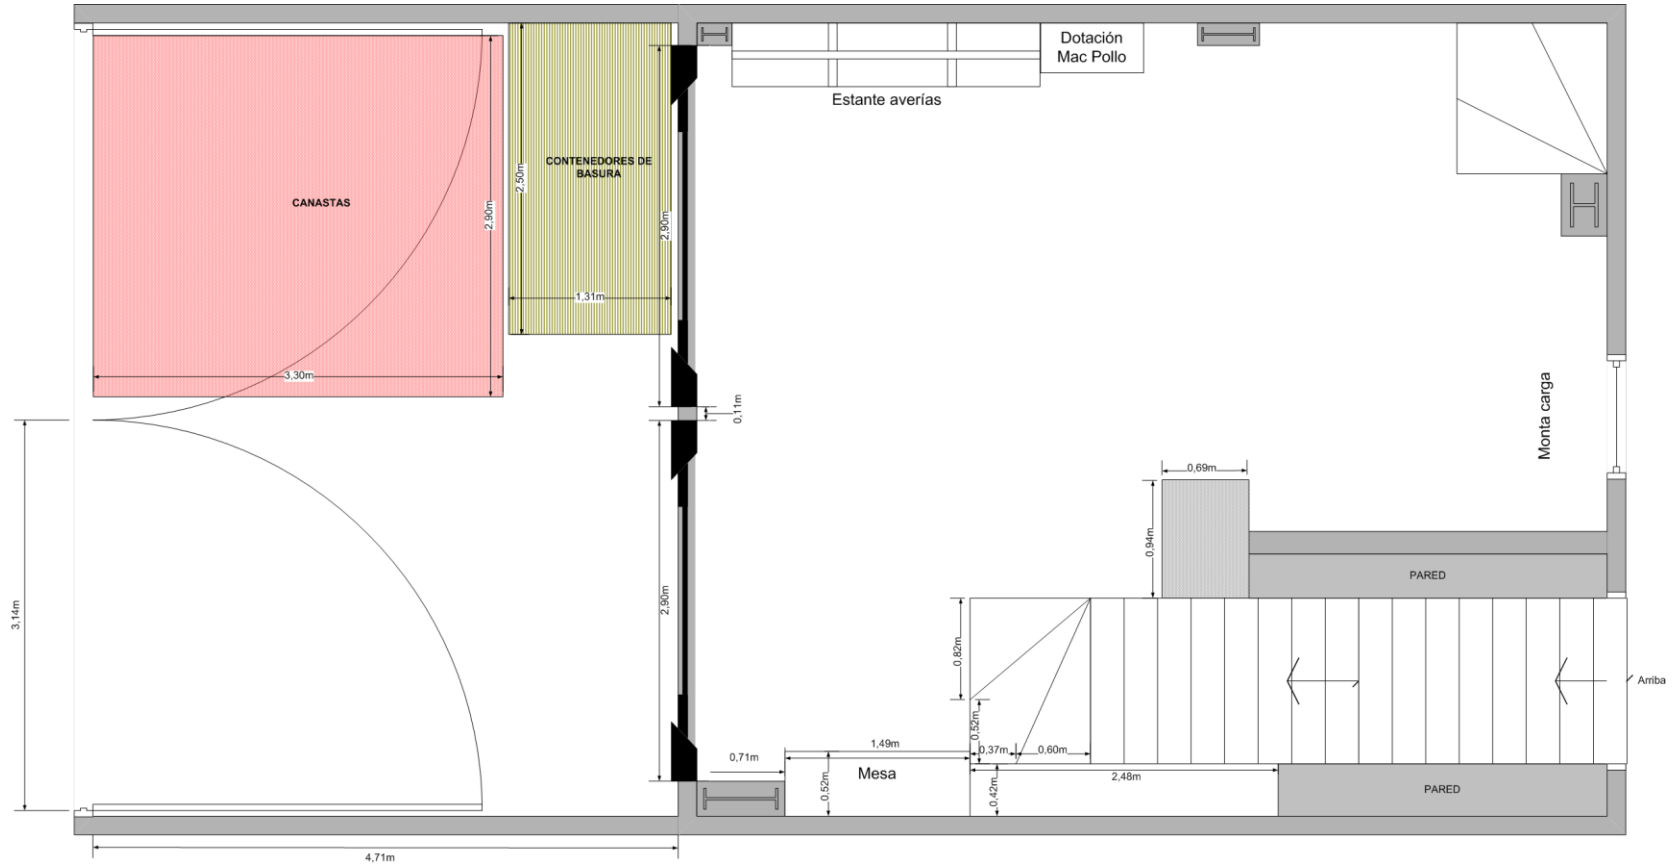 Dotación
Mac Pollo
Estante averías
CONTENEDORES DE
BASURA
CANASTAS
2,50m
2,90m
2,90m
1,31m
3,30m
0,11m
Monta carga
0,69m
0,94m
PARED
3,14m
2,90m
0,82m
Arriba
0,52m
0,37m
0,60m
1,49m
0,71m
Mesa
2,48m
0,52m
0,42m
PARED
4,71m